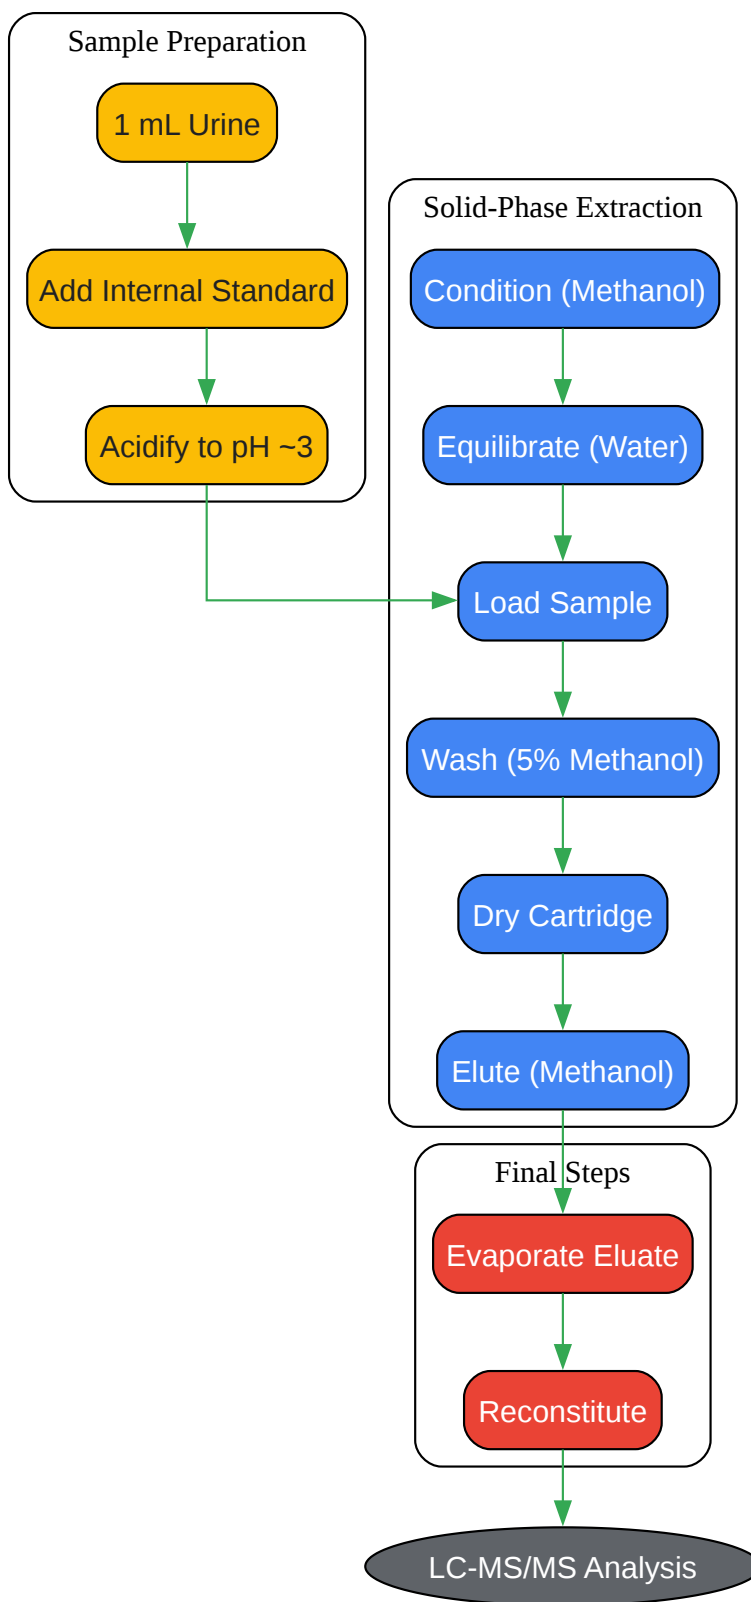 Sample Preparation
1 mL Urine
Add Internal Standard
Acidify to pH ~3
Solid-Phase Extraction
Condition (Methanol)
Equilibrate (Water)
Load Sample
Wash (5% Methanol)
Dry Cartridge
Elute (Methanol)
Final Steps
Evaporate Eluate
Reconstitute
LC-MS/MS Analysis